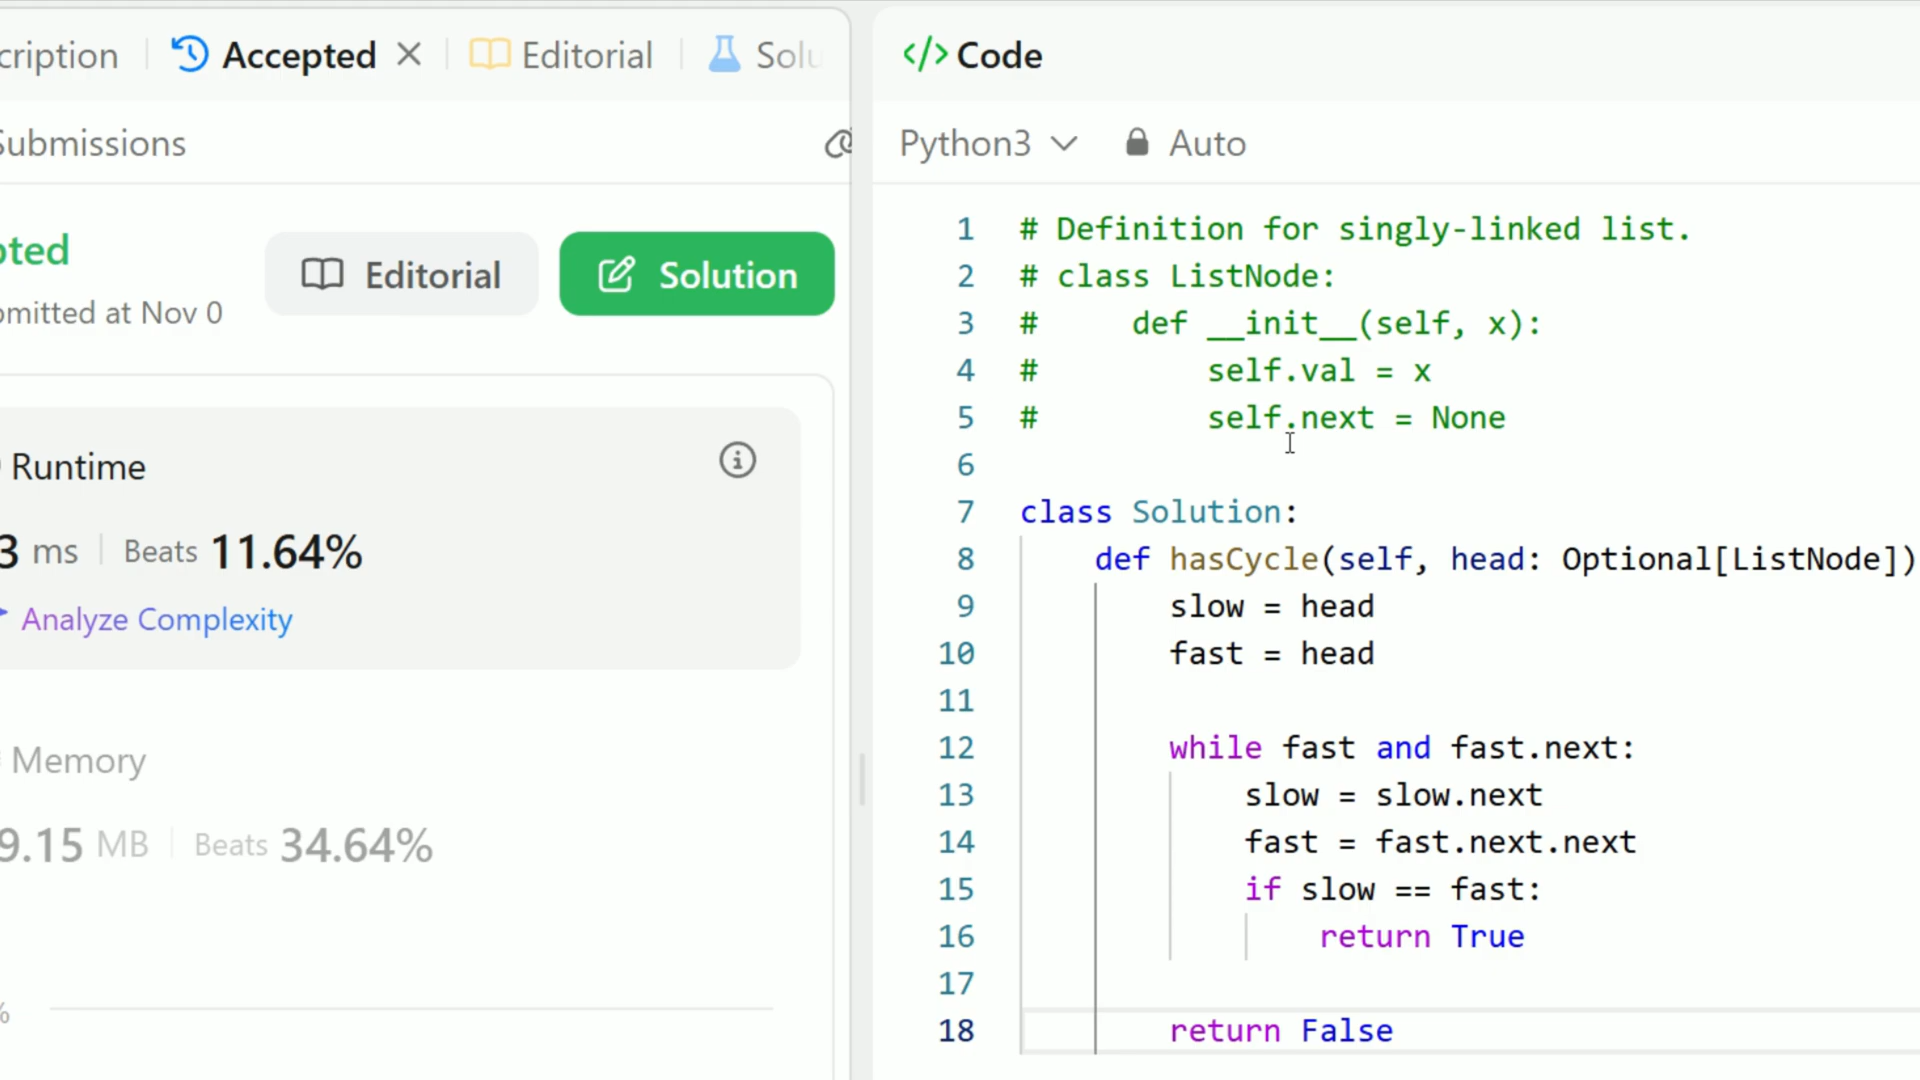 cription
Accepted
Editorial
Solu
Submissions
pted
Editorial
Solution
omitted at Nov 0
Runtime
3 ms
Beats 11.64%
Analyze Complexity
Memory
9.15 MB
Beats 34.64%
%
</> Code
Python3
Auto
1 # Definition for singly-linked list.
2 # class ListNode:
3 #     def __init__(self, x):
4 #         self.val = x
5 #         self.next = None
6
7 class Solution:
8     def hasCycle(self, head: Optional[ListNode])
9         slow = head
10         fast = head
11
12         while fast and fast.next:
13             slow = slow.next
14             fast = fast.next.next
15             if slow == fast:
16                 return True
17
18         return False